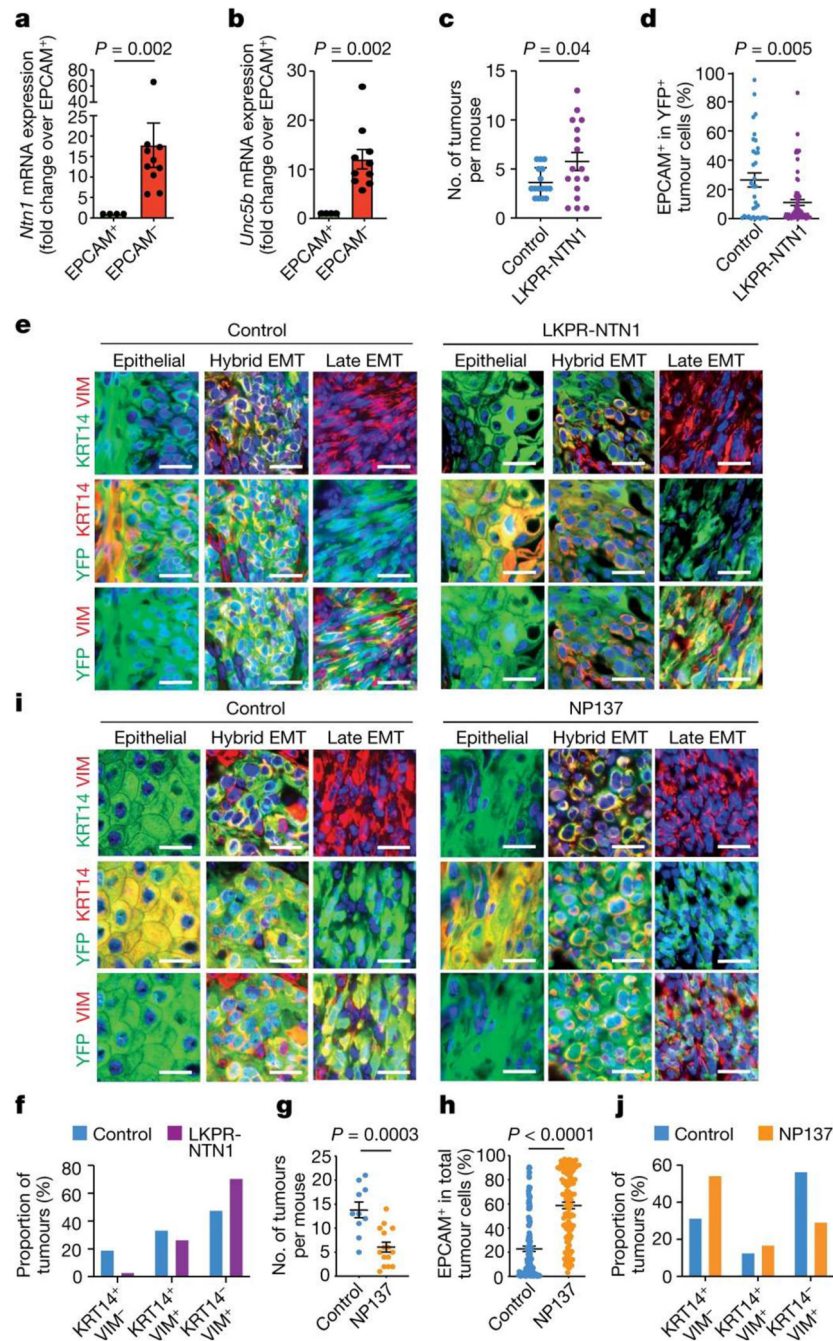 a
P = 0.002
Ntn1 mRNA expression
(fold change over EPCAM⁺)
80
60
40
25
20
15
10
5
0
EPCAM⁺
EPCAM⁻
b
P = 0.002
Unc5b mRNA expression
(fold change over EPCAM⁺)
30
20
10
0
EPCAM⁺
EPCAM⁻
c
P = 0.04
No. of tumours
per mouse
15
10
5
0
Control
LKPR-NTN1
d
P = 0.005
EPCAM⁺ in YFP⁺
tumour cells (%)
100
80
60
40
20
0
Control
LKPR-NTN1
e
Control
LKPR-NTN1
Epithelial Hybrid EMT Late EMT
Epithelial Hybrid EMT Late EMT
KRT14 VIM
YFP KRT14
YFP VIM
i
Control
NP137
Epithelial Hybrid EMT Late EMT
Epithelial Hybrid EMT Late EMT
KRT14 VIM
YFP KRT14
YFP VIM
f
Control
LKPR-
NTN1
Proportion of
tumours (%)
80
60
40
20
0
KRT14⁺
VIM⁻
KRT14⁺
VIM⁺
KRT14⁻
VIM⁺
g
P = 0.0003
No. of tumours
per mouse
25
20
15
10
5
0
Control
NP137
h
P < 0.0001
EPCAM⁺ in total
tumour cells (%)
100
80
60
40
20
0
Control
NP137
j
Control
NP137
Proportion of
tumours (%)
60
40
20
0
KRT14⁺
VIM⁻
KRT14⁺
VIM⁺
KRT14⁻
VIM⁺